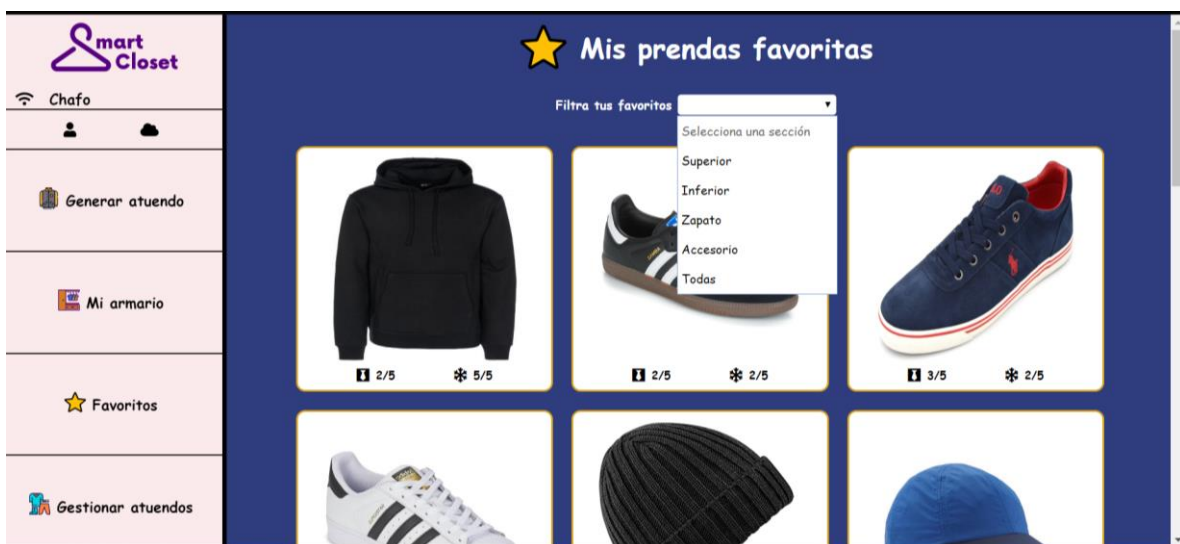 Smart
Closet
Chafo
Generar atuendo
Mi armario
Favoritos
Gestionar atuendos
Mis prendas favoritas
Filtra tus favoritos
Selecciona una sección
Superior
Inferior
Zapato
Accesorio
Todas
2/5 5/5
2/5 2/5
3/5 2/5